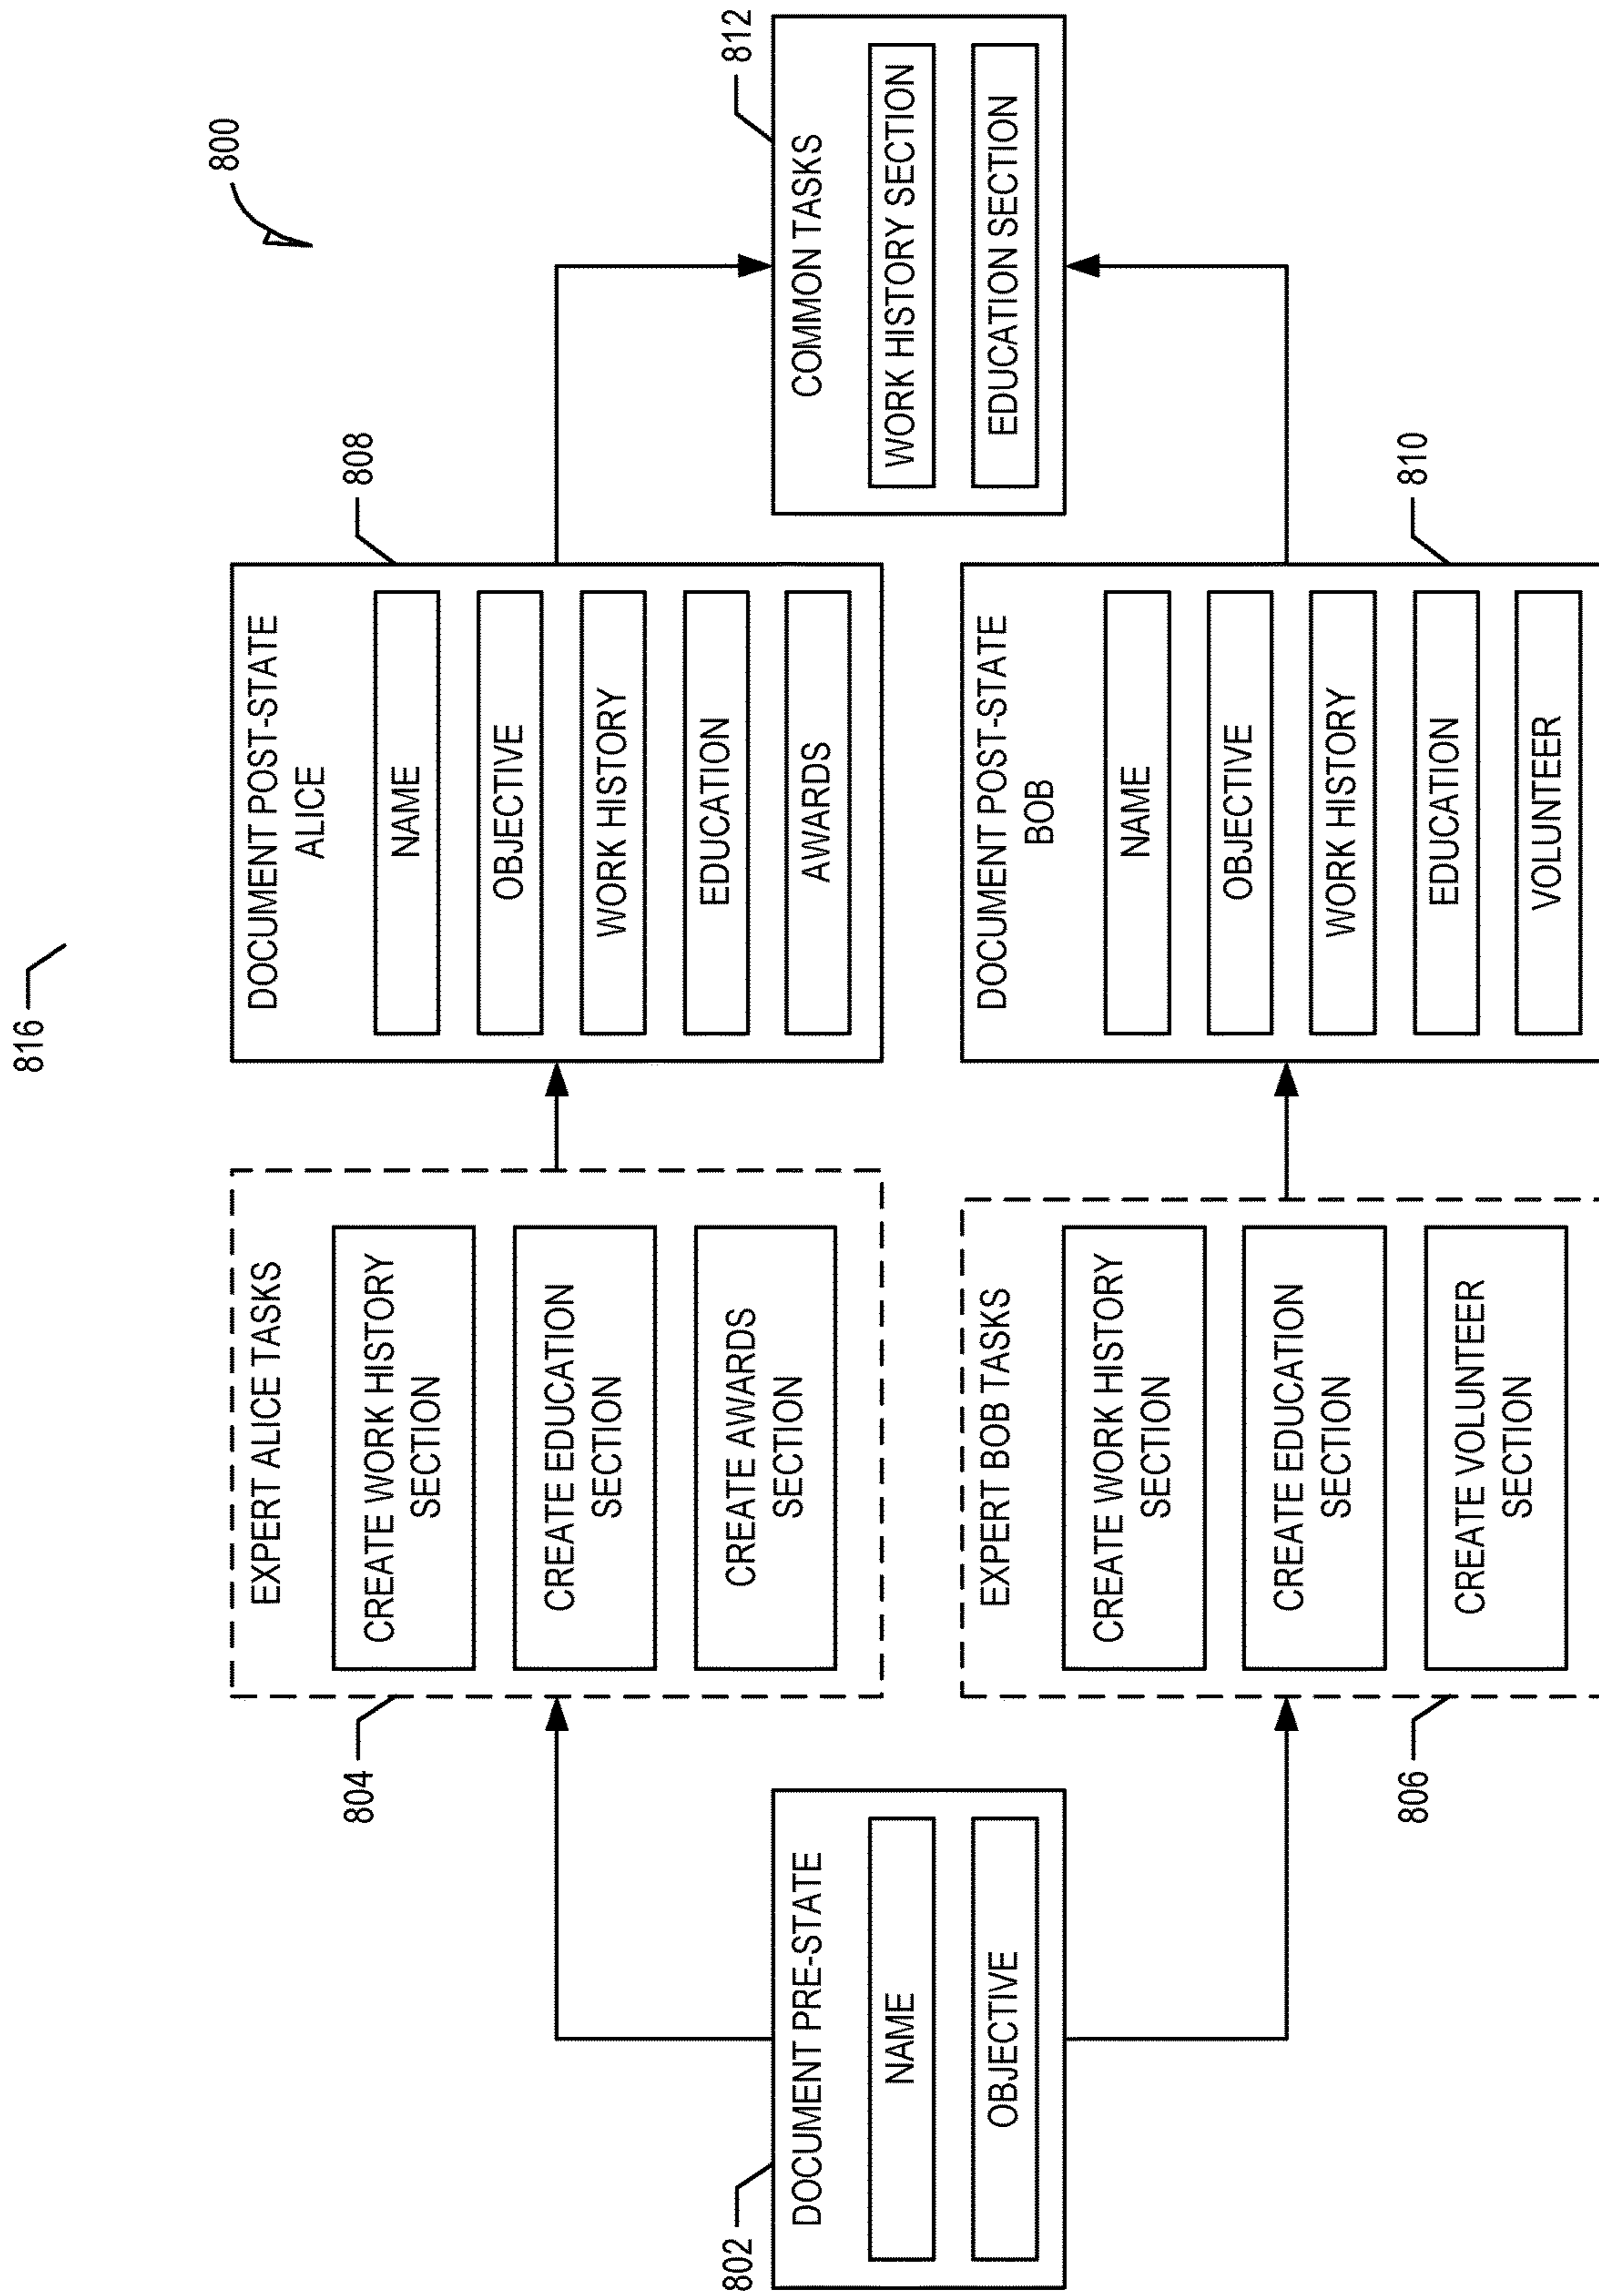 816
800
802
DOCUMENT PRE-STATE
NAME
OBJECTIVE
804
EXPERT ALICE TASKS
CREATE WORK HISTORY
SECTION
CREATE EDUCATION
SECTION
CREATE AWARDS
SECTION
806
EXPERT BOB TASKS
CREATE WORK HISTORY
SECTION
CREATE EDUCATION
SECTION
CREATE VOLUNTEER
SECTION
808
DOCUMENT POST-STATE
ALICE
NAME
OBJECTIVE
WORK HISTORY
EDUCATION
AWARDS
810
DOCUMENT POST-STATE
BOB
NAME
OBJECTIVE
WORK HISTORY
EDUCATION
VOLUNTEER
812
COMMON TASKS
WORK HISTORY SECTION
EDUCATION SECTION